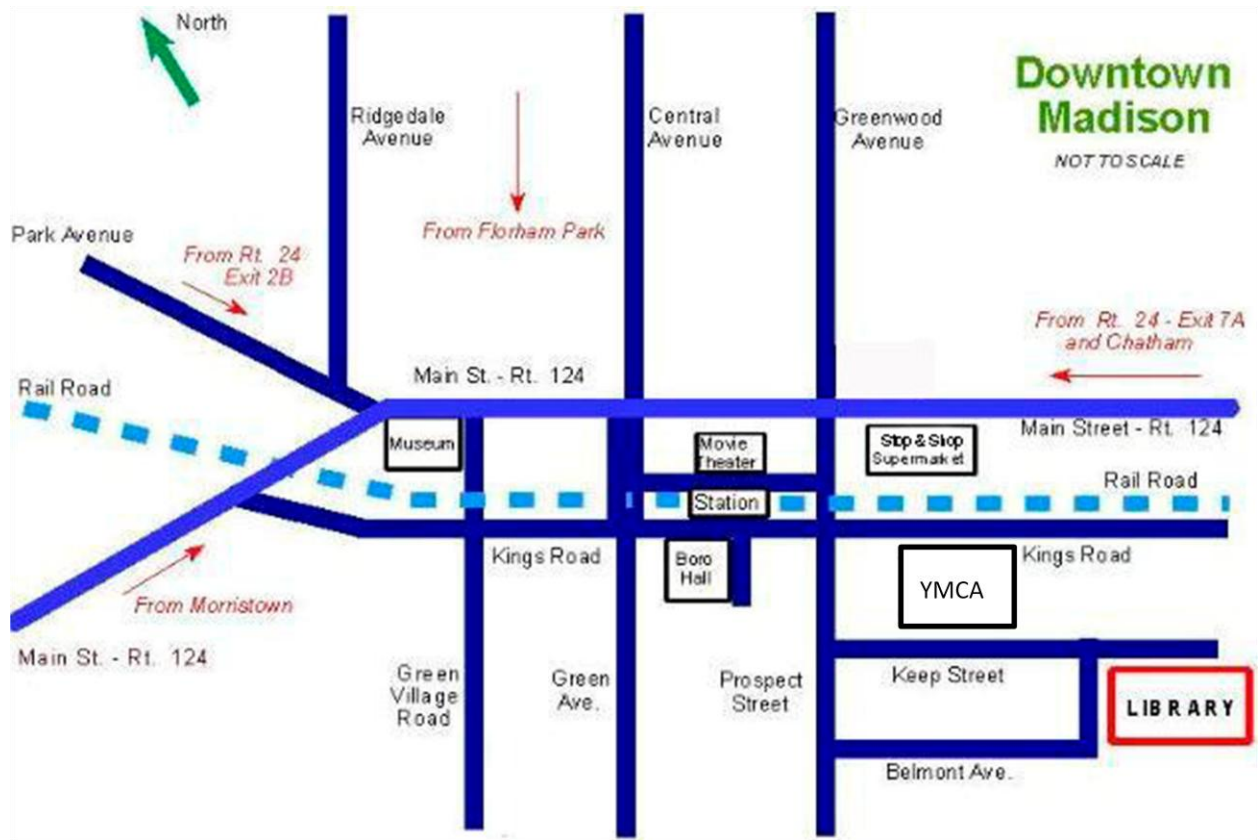 North
Downtown
Madison
NOT TO SCALE
Ridgedale
Avenue
Central
Avenue
Greenwood
Avenue
Park Avenue
From Rt. 24
Exit 2B
From Florham Park
From Rt. 24 - Exit 7A
and Chatham
Rail Road
Main St. - Rt. 124
Museum
Movie
Theater
Stop & Shop
Supermarket
Main Street - Rt. 124
Station
Rail Road
Kings Road
Boro
Hall
YMCA
Kings Road
From Morristown
Main St. - Rt. 124
Green
Village
Road
Green
Ave.
Prospect
Street
Keep Street
LIBRARY
Belmont Ave.